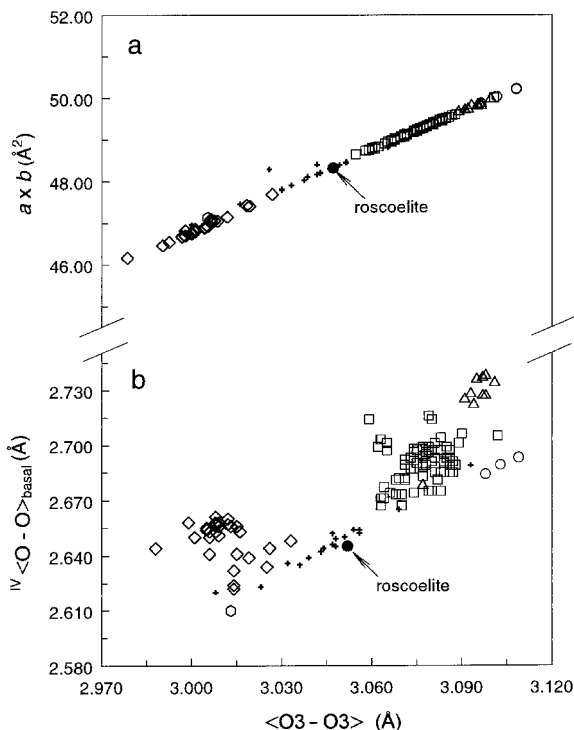 a
52.00
50.00
48.00
46.00
a x b (Å²)
roscoelite
b
2.730
2.700
2.670
2.640
2.610
2.580
IV<O - O>basal (Å)
roscoelite
2.970 3.000 3.030 3.060 3.090 3.120
<O3 - O3> (Å)